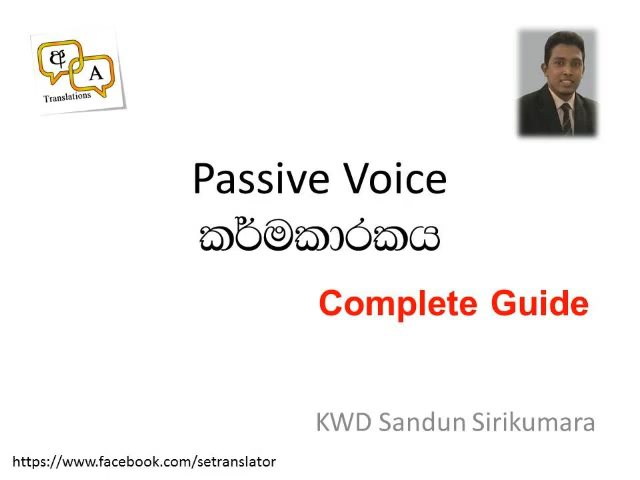 අ
A
Translations
Passive Voice
කර්මකාරකය
Complete Guide
KWD Sandun Sirikumara
https://www.facebook.com/setranslator